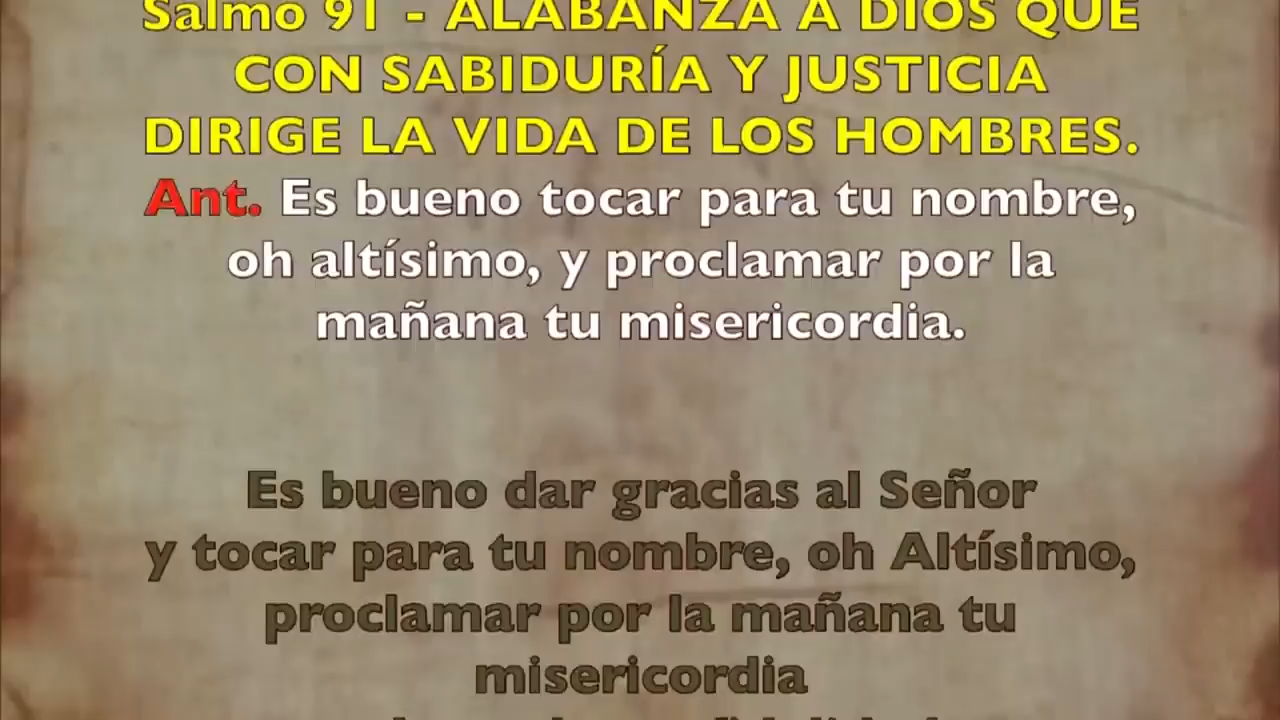 Salmo 91 - ALABANZA A DIOS QUE
CON SABIDURÍA Y JUSTICIA
DIRIGE LA VIDA DE LOS HOMBRES.
Ant. Es bueno tocar para tu nombre,
oh altísimo, y proclamar por la
mañana tu misericordia.
Es bueno dar gracias al Señor
y tocar para tu nombre, oh Altísimo,
proclamar por la mañana tu
misericordia